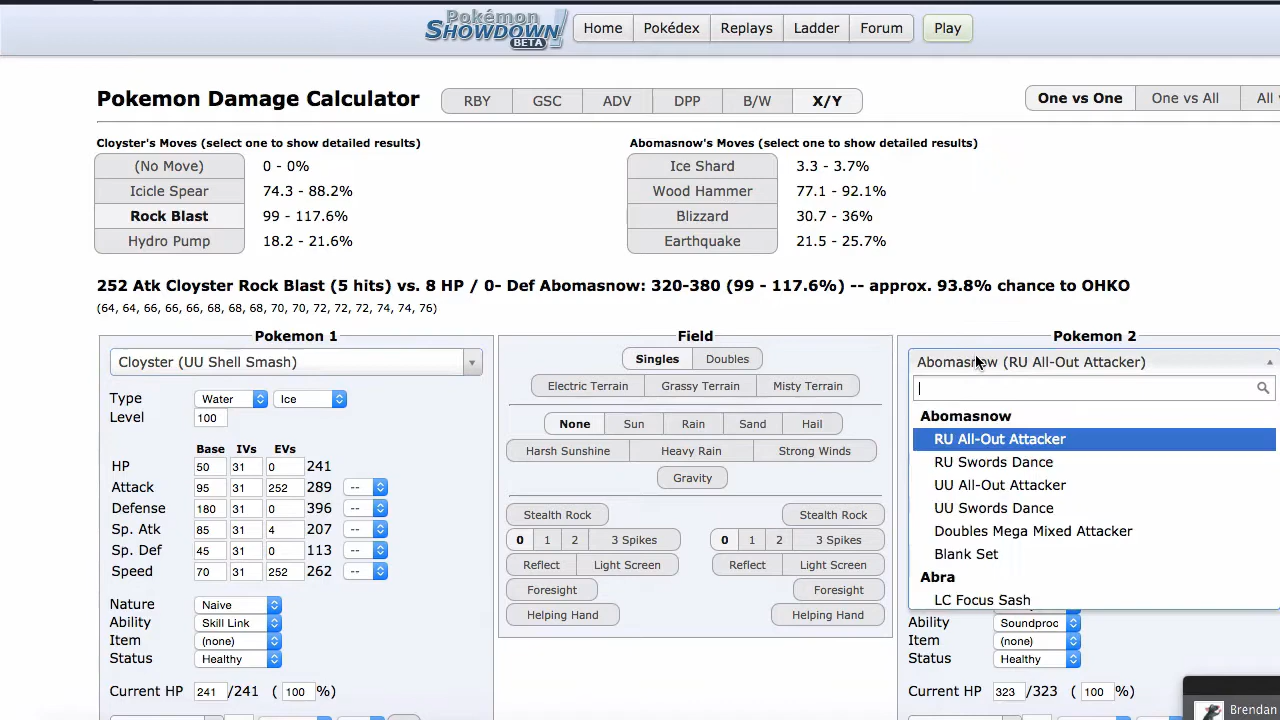 Pokémon SHOWDOWN! BETA Home Pokédex Replays Ladder Forum Play
Pokemon Damage Calculator RBY GSC ADV DPP B/W X/Y One vs One One vs All All
Cloyster's Moves (select one to show detailed results)
(No Move) 0 - 0%
Icicle Spear 74.3 - 88.2%
Rock Blast 99 - 117.6%
Hydro Pump 18.2 - 21.6%
Abomasnow's Moves (select one to show detailed results)
Ice Shard 3.3 - 3.7%
Wood Hammer 77.1 - 92.1%
Blizzard 30.7 - 36%
Earthquake 21.5 - 25.7%
252 Atk Cloyster Rock Blast (5 hits) vs. 8 HP / 0- Def Abomasnow: 320-380 (99 - 117.6%) -- approx. 93.8% chance to OHKO
(64, 64, 66, 66, 66, 68, 68, 68, 70, 70, 72, 72, 72, 74, 74, 76)
Pokemon 1
Cloyster (UU Shell Smash)
Type Water Ice
Level 100
Base IVs EVs
HP 50 31 0 241
Attack 95 31 252 289 --
Defense 180 31 0 396 --
Sp. Atk 85 31 4 207 --
Sp. Def 45 31 0 113 --
Speed 70 31 252 262 --
Nature Naive
Ability Skill Link
Item (none)
Status Healthy
Current HP 241 /241 ( 100 %)
Field
Singles Doubles
Electric Terrain Grassy Terrain Misty Terrain
None Sun Rain Sand Hail
Harsh Sunshine Heavy Rain Strong Winds
Gravity
Stealth Rock Stealth Rock
0 1 2 3 Spikes 0 1 2 3 Spikes
Reflect Light Screen Reflect Light Screen
Foresight Foresight
Helping Hand Helping Hand
Pokemon 2
Abomasnow (RU All-Out Attacker)
Abomasnow
RU All-Out Attacker
RU Swords Dance
UU All-Out Attacker
UU Swords Dance
Doubles Mega Mixed Attacker
Blank Set
Abra
LC Focus Sash
Ability Soundproo
Item (none)
Status Healthy
Current HP 323 /323 ( 100 %)
Brendan